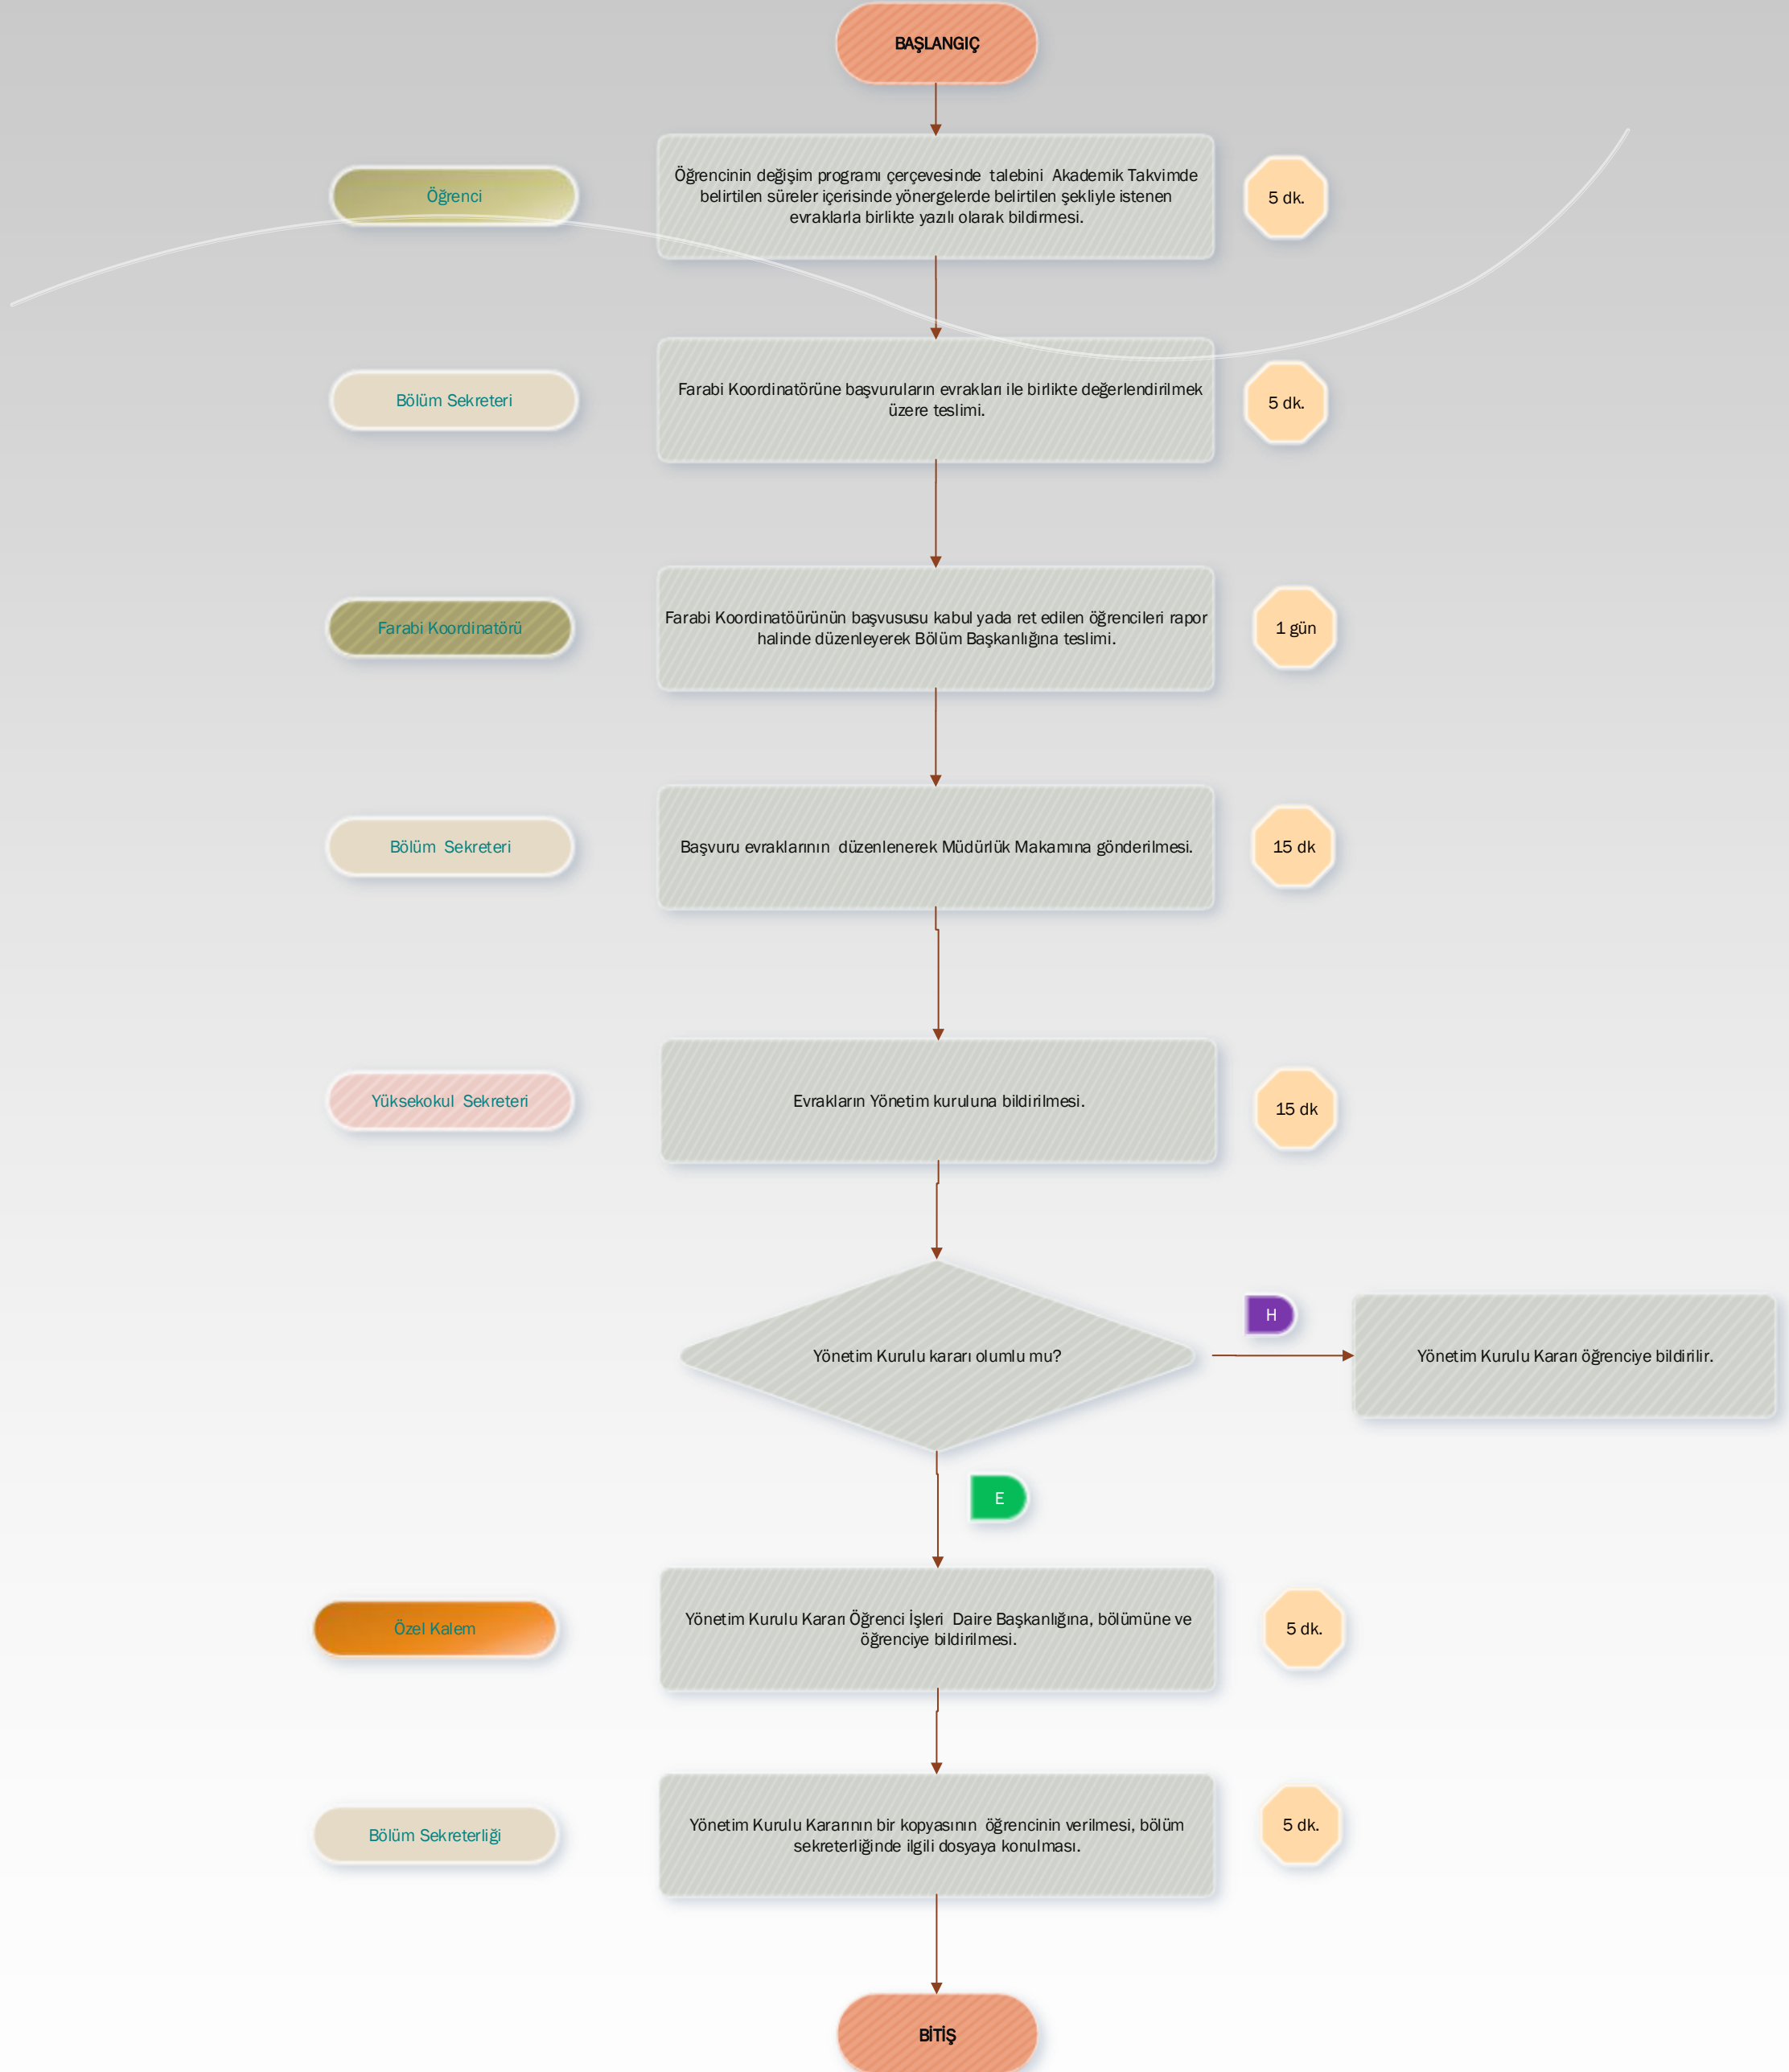 BAŞLANGIÇ
Öğrenci
Öğrencinin değişim programı çerçevesinde talebini Akademik Takvimde
belirtilen süreler içerisinde yönergelerde belirtilen şekliyle istenen
evraklarla birlikte yazılı olarak bildirmesi.
5 dk.
Bölüm Sekreteri
Farabi Koordinatörüne başvuruların evrakları ile birlikte değerlendirilmek
üzere teslimi.
5 dk.
Farabi Koordinatörü
Farabi Koordinatöürünün başvususu kabul yada ret edilen öğrencileri rapor
halinde düzenleyerek Bölüm Başkanlığına teslimi.
1 gün
Bölüm Sekreteri
Başvuru evraklarının düzenlenerek Müdürlük Makamına gönderilmesi.
15 dk
Yüksekokul Sekreteri
Evrakların Yönetim kuruluna bildirilmesi.
15 dk
Yönetim Kurulu kararı olumlu mu?
H
Yönetim Kurulu Kararı öğrenciye bildirilir.
E
Özel Kalem
Yönetim Kurulu Kararı Öğrenci İşleri Daire Başkanlığına, bölümüne ve
öğrenciye bildirilmesi.
5 dk.
Bölüm Sekreterliği
Yönetim Kurulu Kararının bir kopyasının öğrencinin verilmesi, bölüm
sekreterliğinde ilgili dosyaya konulması.
5 dk.
BİTİŞ